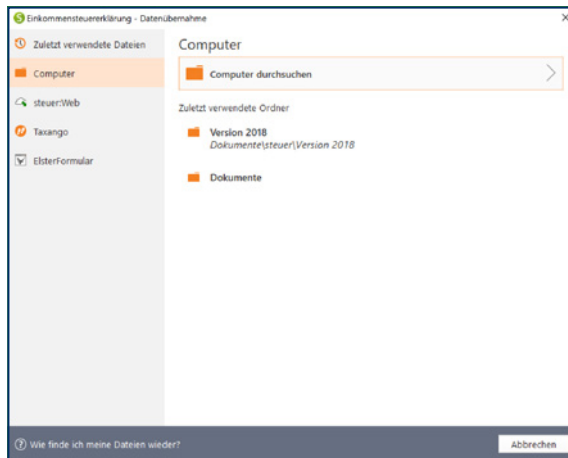 Einkommensteuererklärung - Datenübernahme
Zuletzt verwendete Dateien
Computer
steuer:Web
Taxango
ElsterFormular
Computer
Computer durchsuchen
Zuletzt verwendete Ordner
Version 2018
Dokumente\steuer\Version 2018
Dokumente
Wie finde ich meine Dateien wieder?
Abbrechen